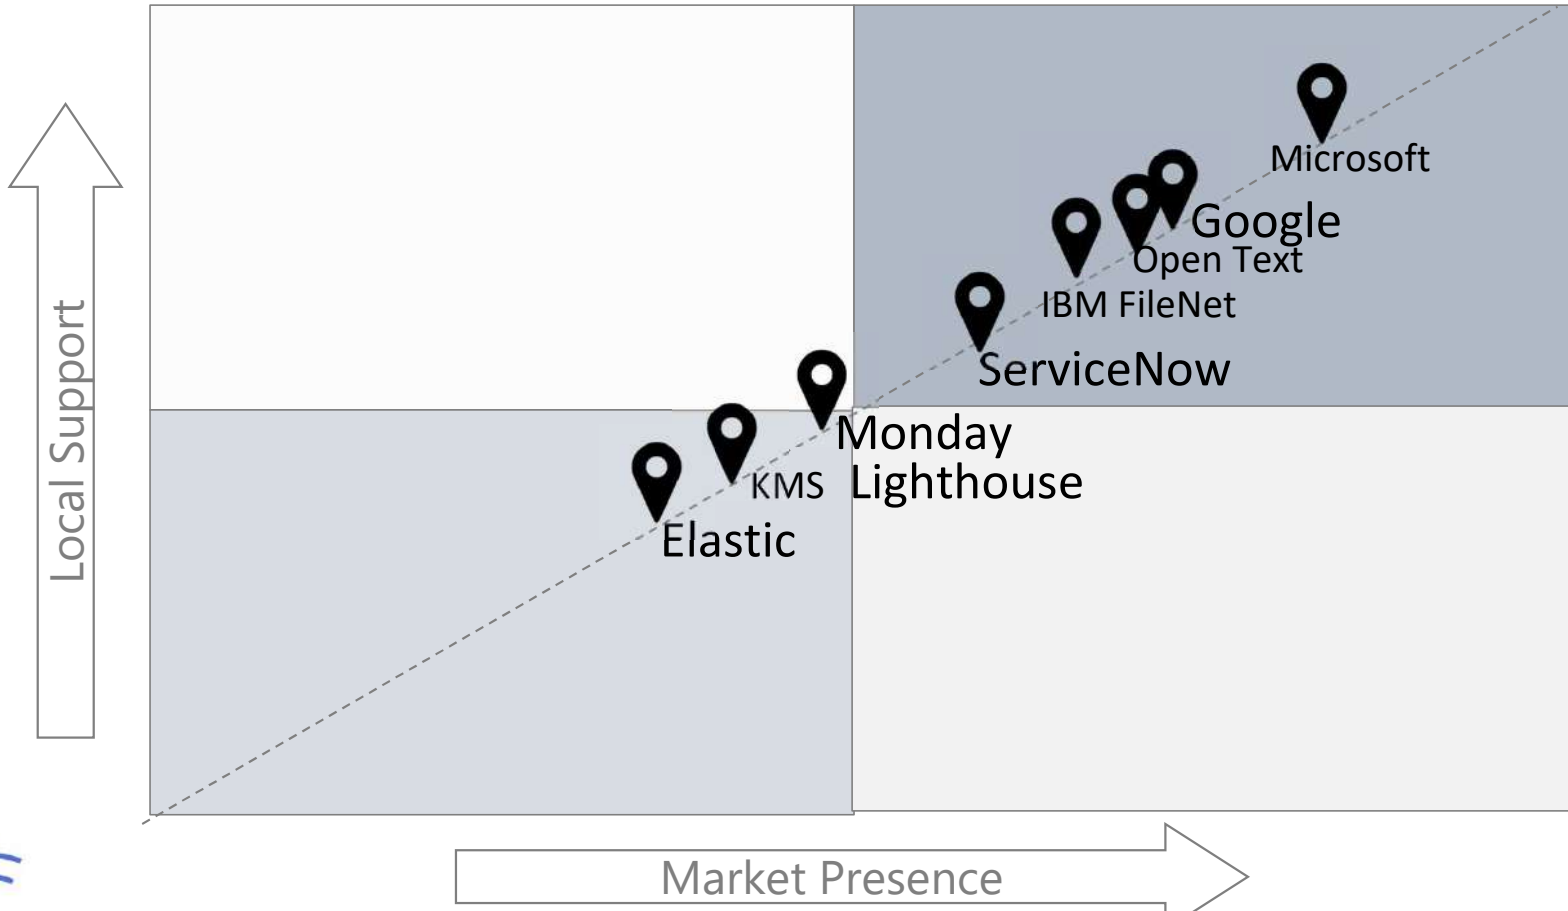 Microsoft
Google
Open Text
IBM FileNet
ServiceNow
Monday
KMS Lighthouse
Elastic
Local Support
Market Presence